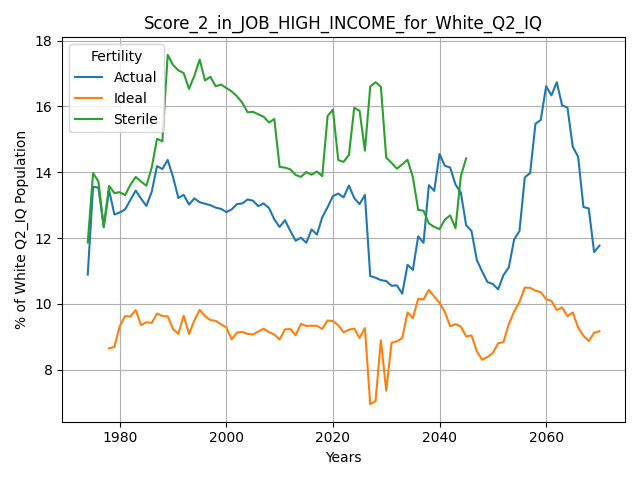 Score_2_in_JOB_HIGH_INCOME_for_White_Q2_IQ
Fertility
Actual
Ideal
Sterile
% of White Q2_IQ Population
18
16
14
12
10
8
1980 2000 2020 2040 2060
Years